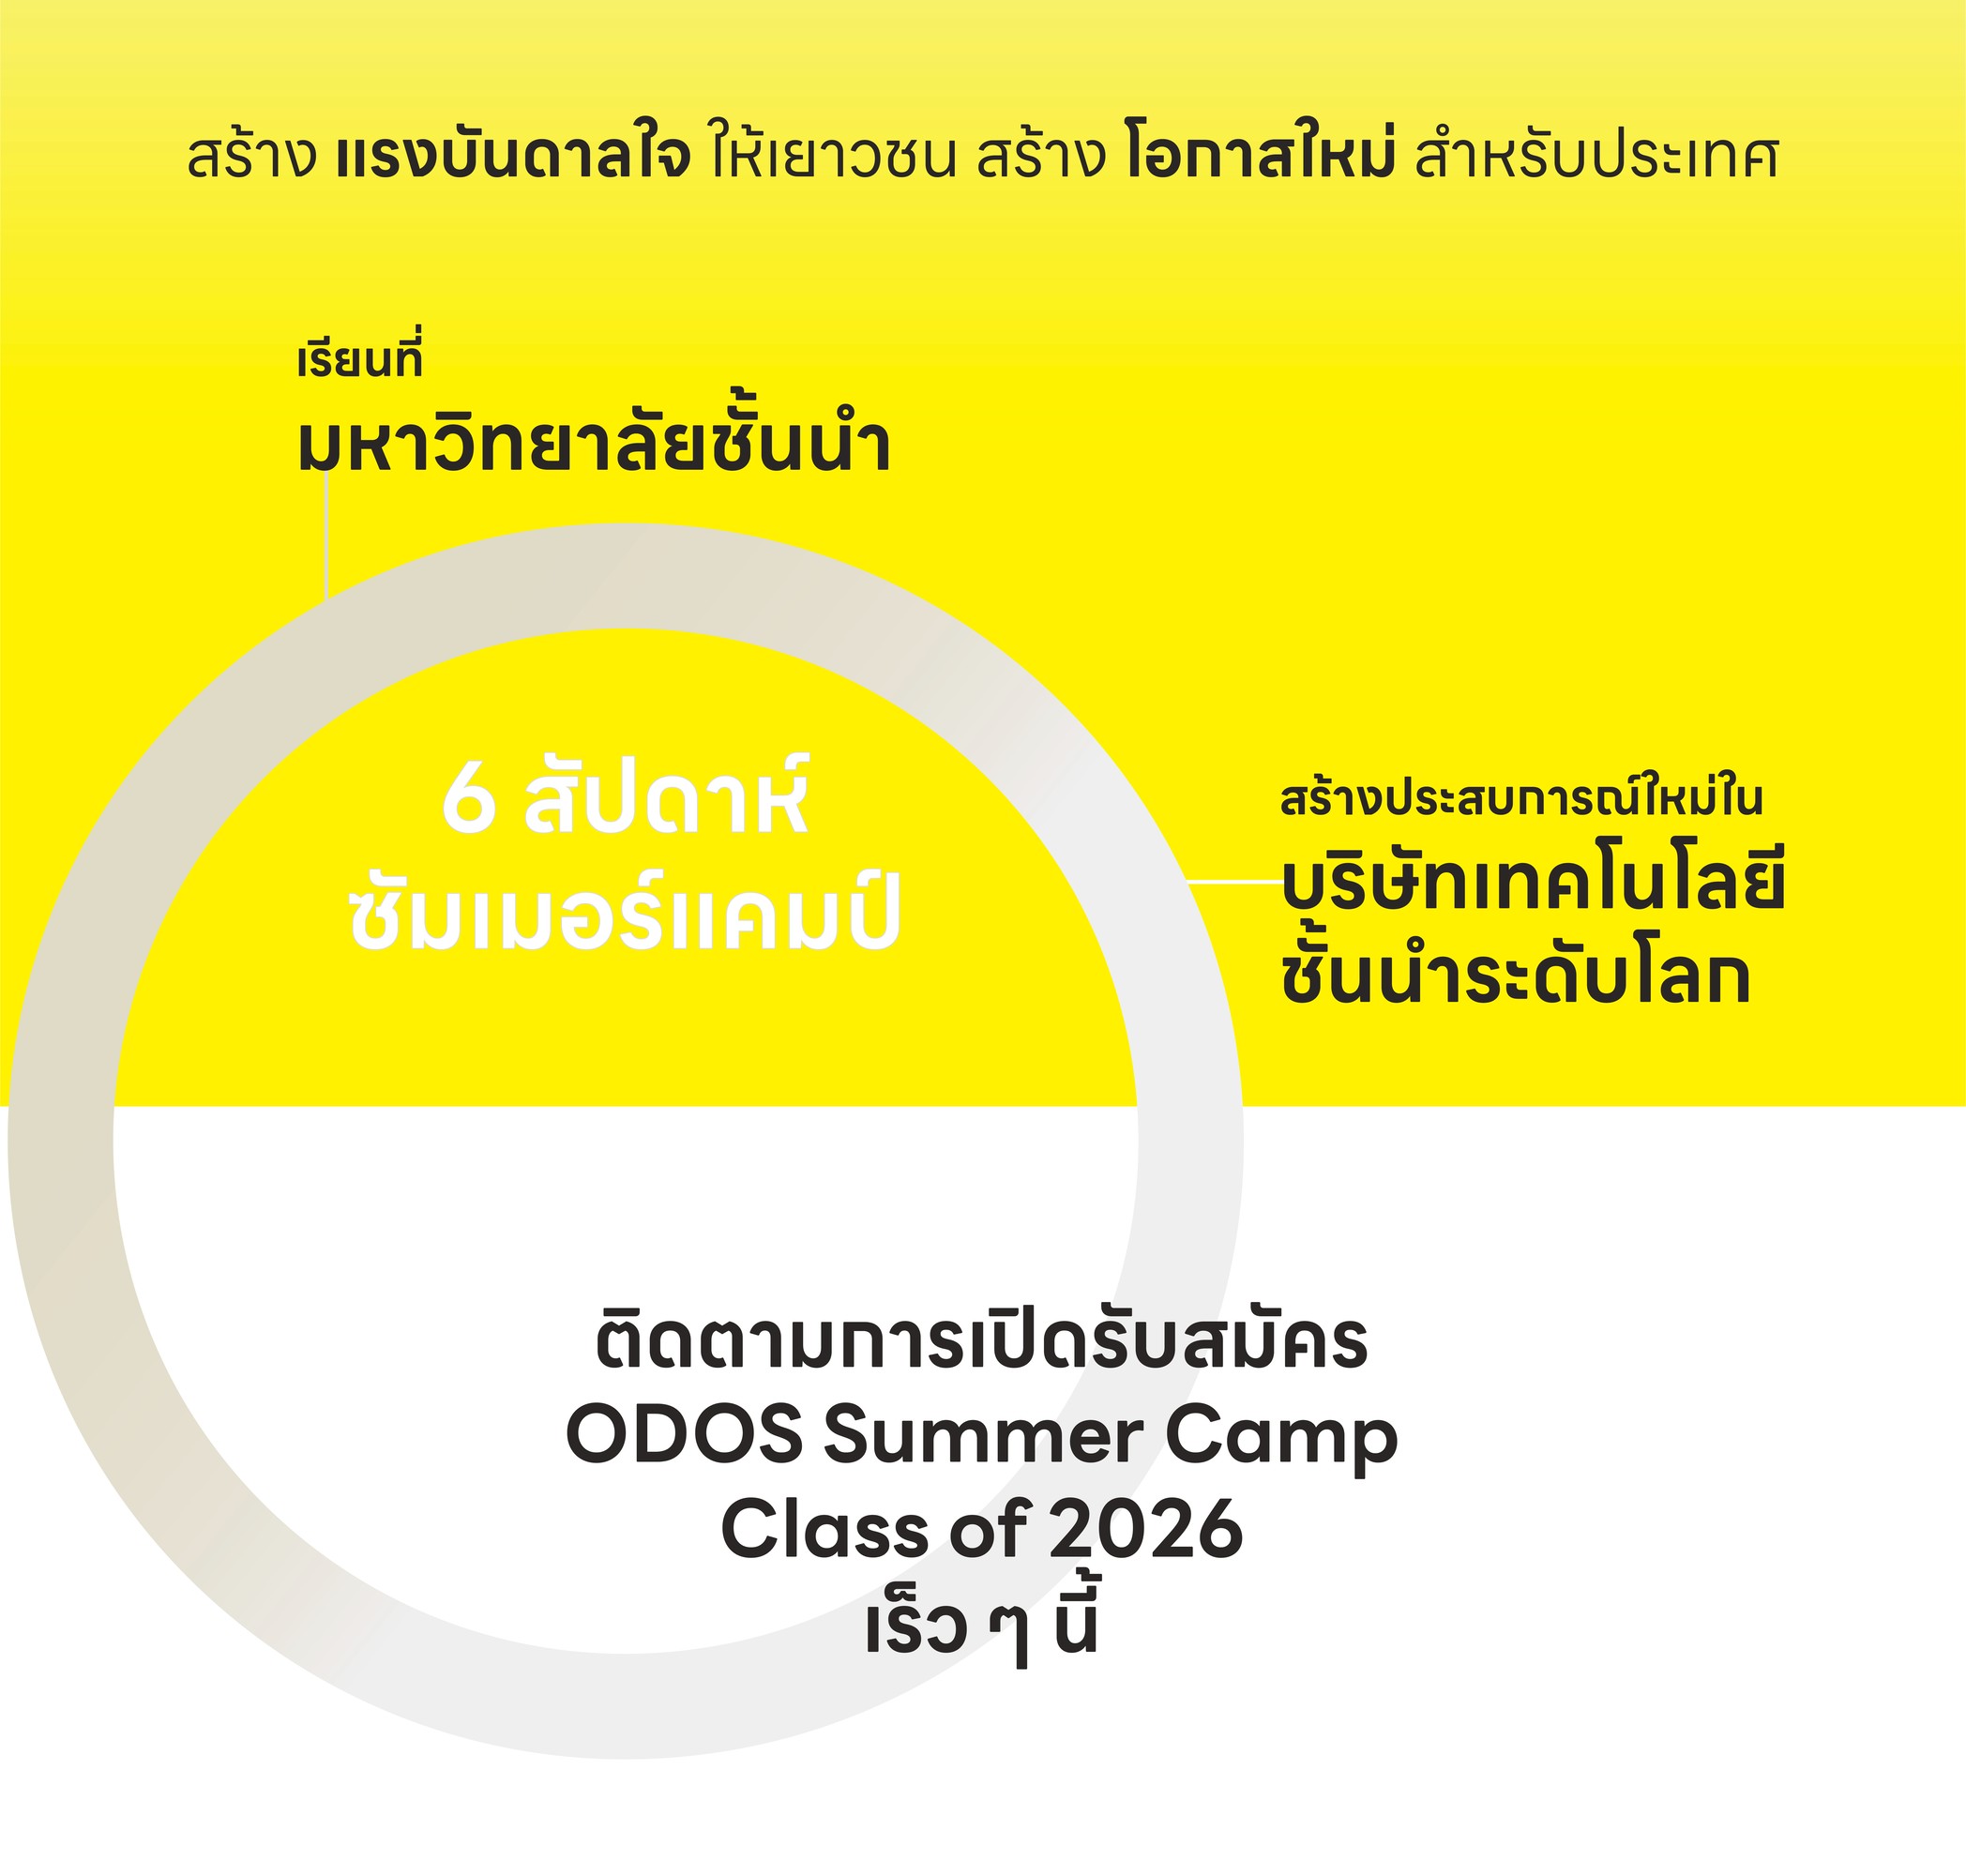 สร้าง แรงบันดาลใจ ให้เยาวชน สร้าง โอกาสใหม่ สำหรับประเทศ
เรียนที่
มหาวิทยาลัยชั้นนำ
6 สัปดาห์
ซัมเมอร์แคมป์
สร้างประสบการณ์ใหม่ใน
บริษัทเทคโนโลยี
ชั้นนำระดับโลก
ติดตามการเปิดรับสมัคร
ODOS Summer Camp
Class of 2026
เร็ว ๆ นี้